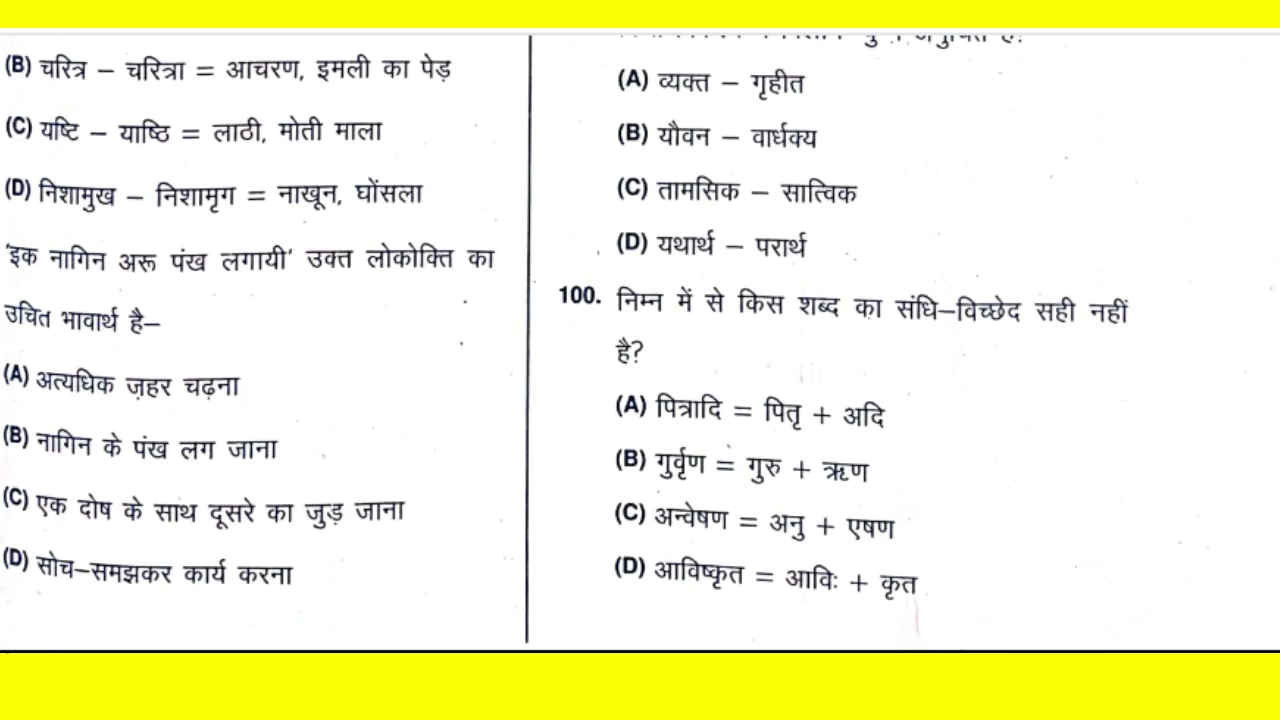 (B) चरित्र – चरित्रा = आचरण, इमली का पेड़
(C) यष्टि – याष्ठि = लाठी, मोती माला
(D) निशामुख – निशामृग = नाखून, घोंसला
'इक नागिन अरू पंख लगायी' उक्त लोकोक्ति का
उचित भावार्थ है–
(A) अत्यधिक ज़हर चढ़ना
(B) नागिन के पंख लग जाना
(C) एक दोष के साथ दूसरे का जुड़ जाना
(D) सोच–समझकर कार्य करना
(A) व्यक्त – गृहीत
(B) यौवन – वार्धक्य
(C) तामसिक – सात्विक
(D) यथार्थ – परार्थ
100. निम्न में से किस शब्द का संधि–विच्छेद सही नहीं
है?
(A) पित्रादि = पितृ + अदि
(B) गुर्वृण = गुरु + ऋण
(C) अन्वेषण = अनु + एषण
(D) आविष्कृत = आविः + कृत